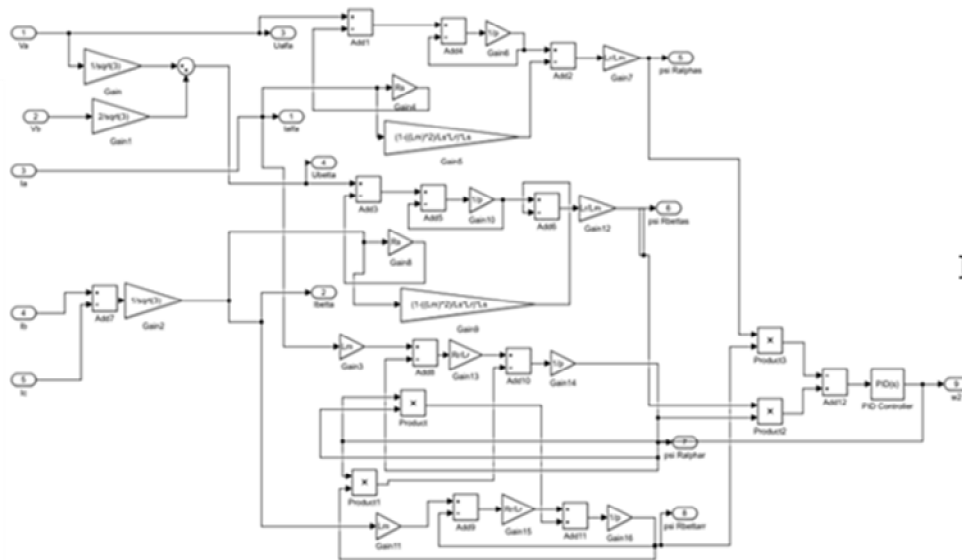 1
Va
3
Ualfa
Add1
Add4
1/p
Gain6
Add2
Lr/Lm
Gain7
5
psi Ralphas
1/sqrt(3)
Gain
2
Vb
2/sqrt(3)
Gain1
Rs
Gain4
1
Ialfa
(1-((Lm)^2)/Ls*Lr)*Ls
Gain5
3
Ia
4
Ubetta
Add3
Add5
1/p
Gain10
Add6
Lr/Lm
Gain12
6
psi Rbettas
Rs
Gain8
4
Ib
Add7
1/sqrt(3)
Gain2
2
Ibetta
(1-((Lm)^2)/Ls*Lr)*Ls
Gain9
5
Ic
Lm
Gain3
Add8
Rr/Lr
Gain13
Add10
1/p
Gain14
×
Product3
Add12
PID(s)
PID Controller
9
×
Product
×
Product2
7
psi Ralphar
×
Product1
Lm
Gain11
Add9
Rr/Lr
Gain15
Add11
1/p
Gain16
psi Rbettarr